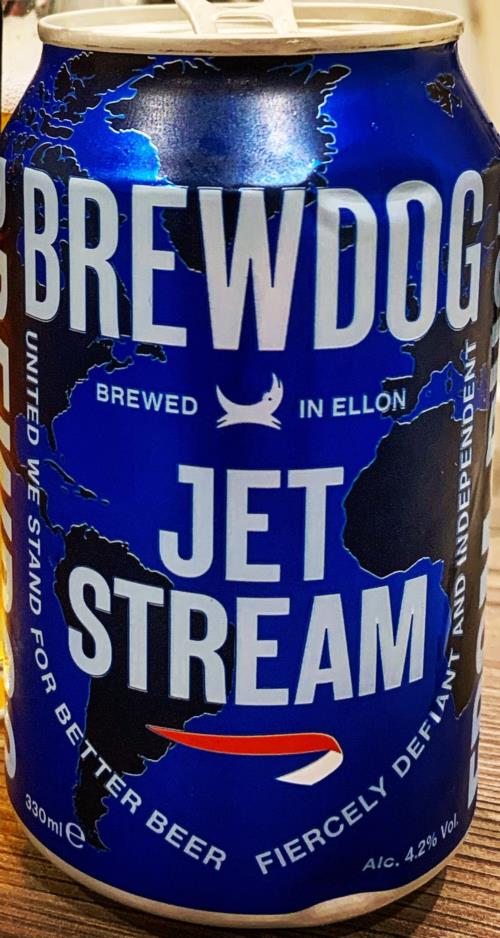 BREWDOG
BREWED IN ELLON
JET
STREAM
UNITED WE STAND FOR BETTER BEER
FIERCELY DEFIANT AND INDEPENDENT
330ml e
Alc. 4.2% Vol.